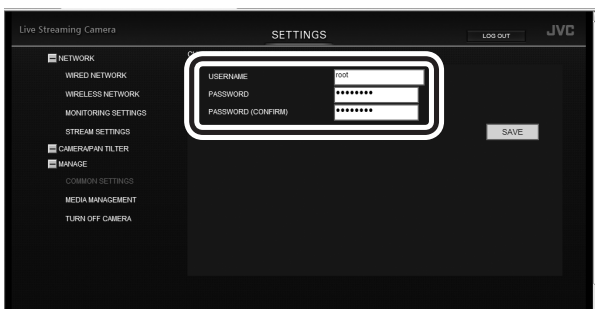 Live Streaming Camera
SETTINGS
LOG OUT
JVC
NETWORK
WIRED NETWORK
WIRELESS NETWORK
MONITORING SETTINGS
STREAM SETTINGS
CAMERA/PAN TILTER
MANAGE
COMMON SETTINGS
MEDIA MANAGEMENT
TURN OFF CAMERA
USERNAME root
PASSWORD ••••••••
PASSWORD (CONFIRM) ••••••••
SAVE